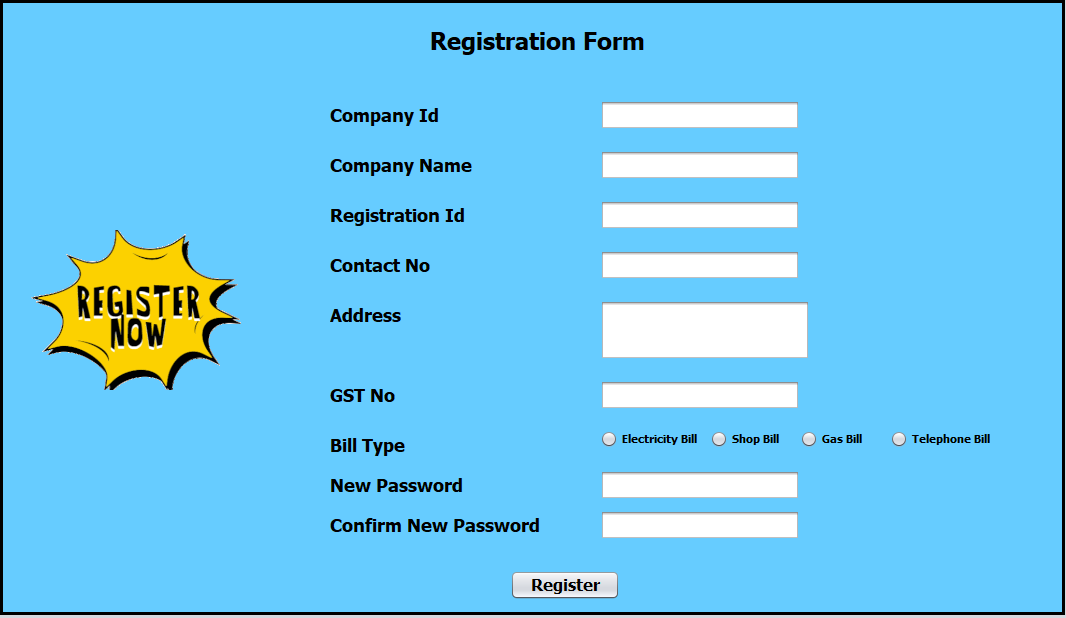 Registration Form
Company Id
Company Name
Registration Id
Contact No
Address
REGISTER
NOW
GST No
Bill Type Electricity Bill Shop Bill Gas Bill Telephone Bill
New Password
Confirm New Password
Register